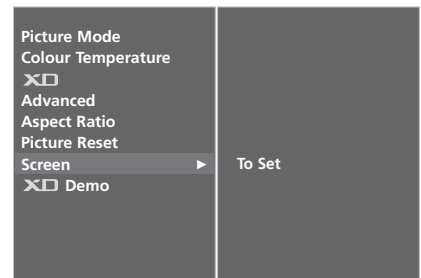 Picture Mode
Colour Temperature
XD
Advanced
Aspect Ratio
Picture Reset
Screen ► To Set
XD Demo